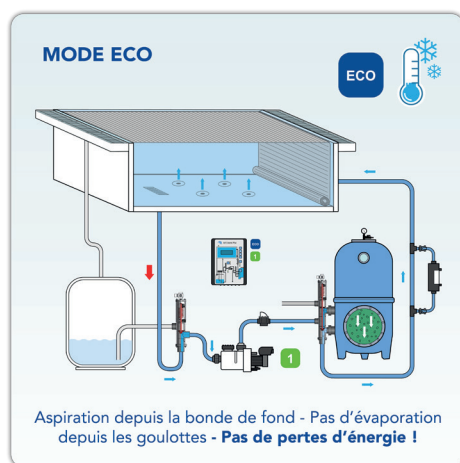 MODE ECO
ECO
ECO
1
1
Aspiration depuis la bonde de fond - Pas d’évaporation
depuis les goulottes - Pas de pertes d’énergie !